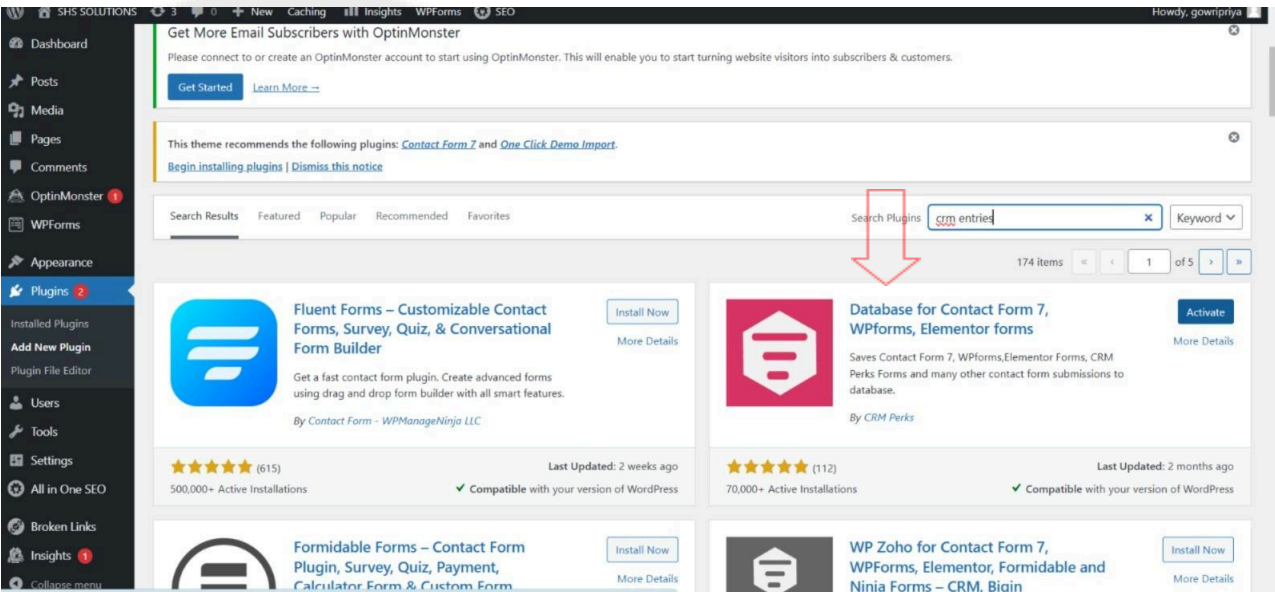 SHS SOLUTIONS 3 0 + New Caching Insights WPForms SEO Howdy, gowripriya
Dashboard
Posts
Media
Pages
Comments
OptinMonster 1
WPForms
Appearance
Plugins 2
Installed Plugins
Add New Plugin
Plugin File Editor
Users
Tools
Settings
All in One SEO
Broken Links
Insights 1
Collapse menu
Get More Email Subscribers with OptinMonster
Please connect to or create an OptinMonster account to start using OptinMonster. This will enable you to start turning website visitors into subscribers & customers.
Get Started Learn More →
This theme recommends the following plugins: Contact Form 7 and One Click Demo Import.
Begin installing plugins | Dismiss this notice
Search Results Featured Popular Recommended Favorites Search Plugins crm entries × Keyword
174 items « ‹ 1 of 5 › »
Fluent Forms – Customizable Contact
Forms, Survey, Quiz, & Conversational
Form Builder
Install Now
More Details
Get a fast contact form plugin. Create advanced forms
using drag and drop form builder with all smart features.
By Contact Form - WPManageNinja LLC
(615) Last Updated: 2 weeks ago
500,000+ Active Installations ✔ Compatible with your version of WordPress
Database for Contact Form 7,
WPforms, Elementor forms
Activate
More Details
Saves Contact Form 7, WPforms,Elementor Forms, CRM
Perks Forms and many other contact form submissions to
database.
By CRM Perks
(112) Last Updated: 2 months ago
70,000+ Active Installations ✔ Compatible with your version of WordPress
Formidable Forms – Contact Form
Plugin, Survey, Quiz, Payment,
Calculator Form & Custom Form
Install Now
More Details
WP Zoho for Contact Form 7,
WPForms, Elementor, Formidable and
Ninja Forms – CRM, Bigin
Install Now
More Details